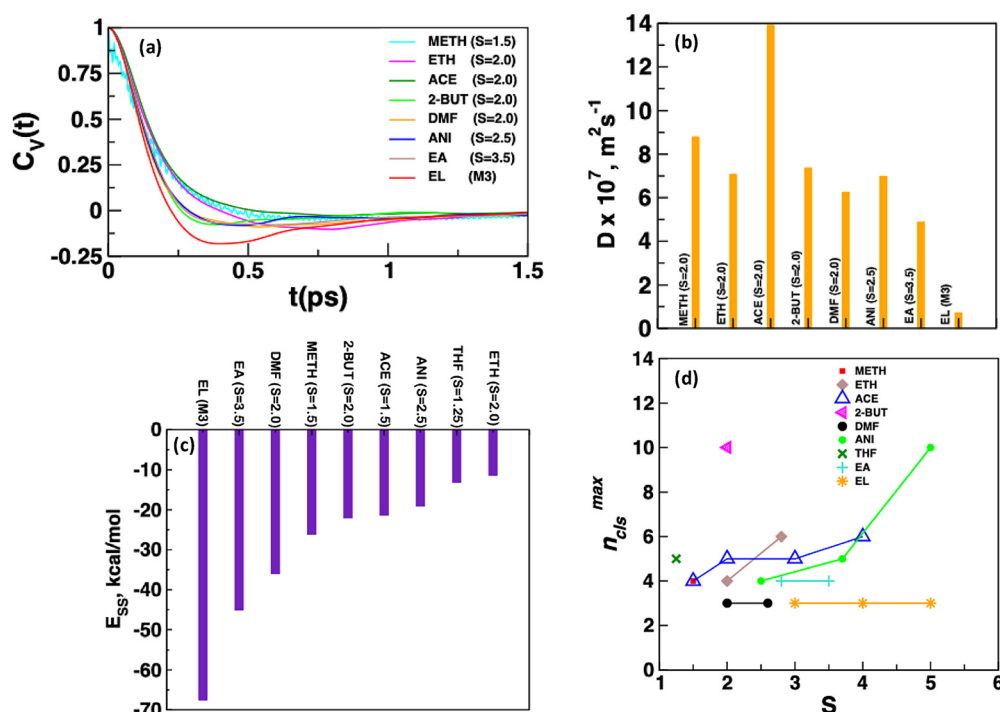 (a)
METH (S=1.5)
ETH (S=2.0)
ACE (S=2.0)
2-BUT (S=2.0)
DMF (S=2.0)
ANI (S=2.5)
EA (S=3.5)
EL (M3)
1
0.75
0.5
0.25
0
-0.25
C_V(t)
0 0.5 1 1.5
t(ps)
(b)
14
12
10
8
6
4
2
0
D x 10^7, m^2 s^-1
METH (S=2.0)
ETH (S=2.0)
ACE (S=2.0)
2-BUT (S=2.0)
DMF (S=2.0)
ANI (S=2.5)
EA (S=3.5)
EL (M3)
EL (M3)
EA (S=3.5)
DMF (S=2.0)
METH (S=1.5)
2-BUT (S=2.0)
ACE (S=1.5)
ANI (S=2.5)
THF (S=1.25)
ETH (S=2.0)
(c)
0
-10
-20
-30
-40
-50
-60
-70
E_SS, kcal/mol
(d)
METH
ETH
ACE
2-BUT
DMF
ANI
THF
EA
EL
14
12
10
8
6
4
2
0
n_cls^max
1 2 3 4 5 6
S